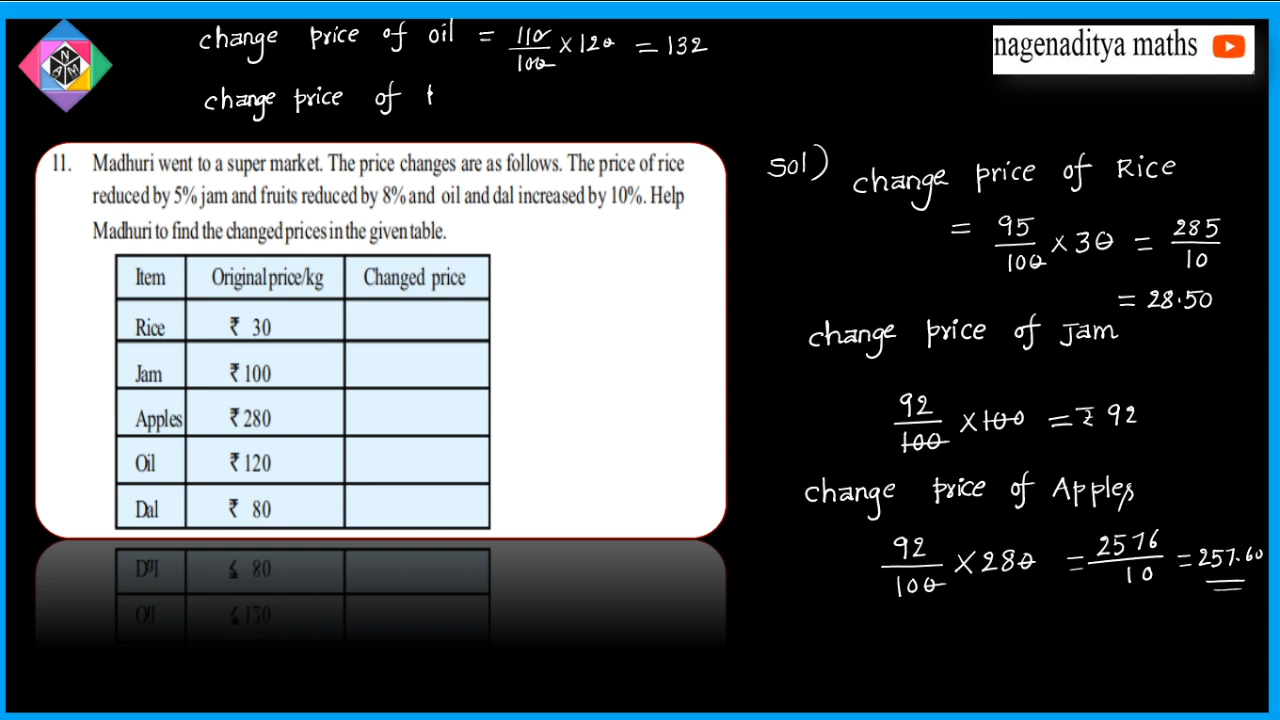 change price of oil = 110/100 × 120 = 132
change price of
nagenaditya maths
N
A M
11. Madhuri went to a super market. The price changes are as follows. The price of rice
reduced by 5% jam and fruits reduced by 8% and oil and dal increased by 10%. Help
Madhuri to find the changed prices in the given table.
Item Original price/kg Changed price
Rice ₹ 30
Jam ₹ 100
Apples ₹ 280
Oil ₹ 120
Dal ₹ 80
Sol) change price of Rice
= 95/100 × 30 = 285/10
= 28.50
change price of Jam
92/100 × 100 = ₹ 92
change price of Apples
92/100 × 280 = 2576/10 = 257.60